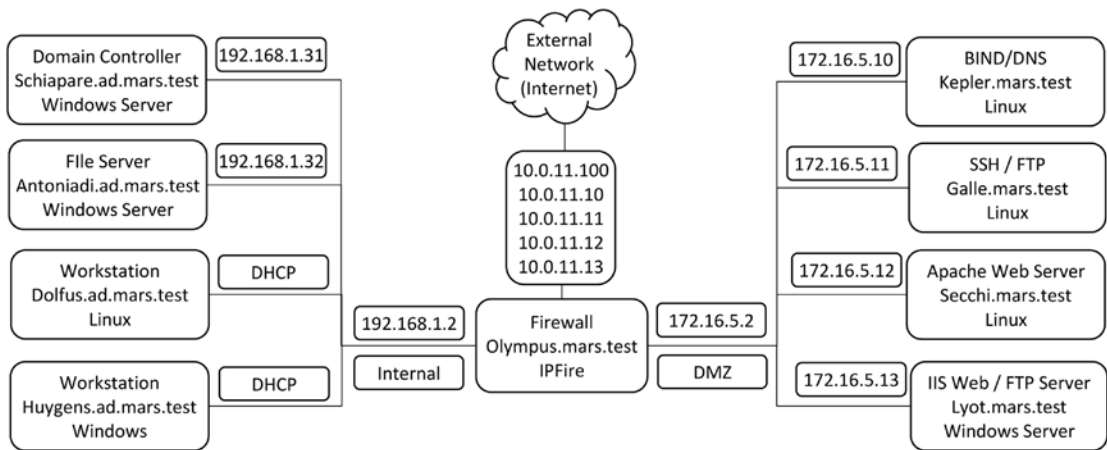 Domain Controller
Schiapare.ad.mars.test
Windows Server
192.168.1.31
FIle Server
Antoniadi.ad.mars.test
Windows Server
192.168.1.32
Workstation
Dolfus.ad.mars.test
Linux
DHCP
Workstation
Huygens.ad.mars.test
Windows
DHCP
192.168.1.2
Internal
External
Network
(Internet)
10.0.11.100
10.0.11.10
10.0.11.11
10.0.11.12
10.0.11.13
Firewall
Olympus.mars.test
IPFire
172.16.5.2
DMZ
172.16.5.10
BIND/DNS
Kepler.mars.test
Linux
172.16.5.11
SSH / FTP
Galle.mars.test
Linux
172.16.5.12
Apache Web Server
Secchi.mars.test
Linux
172.16.5.13
IIS Web / FTP Server
Lyot.mars.test
Windows Server